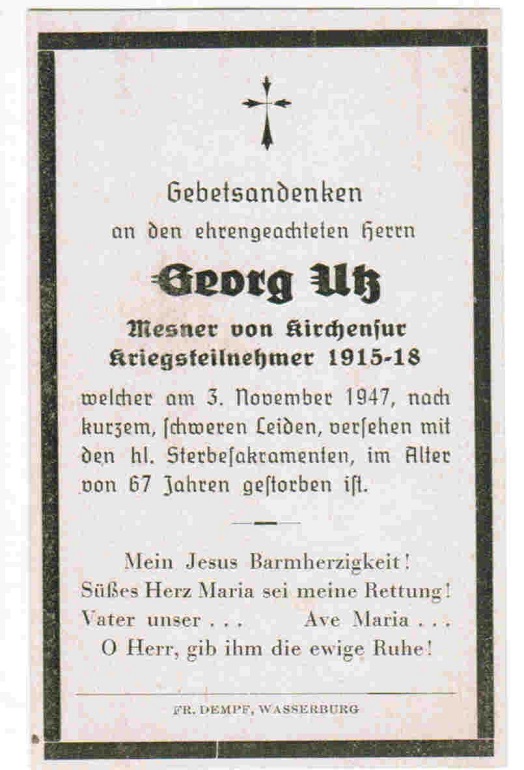 Gebetsandenken
an den ehrengeachteten Herrn
Georg Utz
Mesner von Kirchensur
Kriegsteilnehmer 1915-18
welcher am 3. November 1947, nach
kurzem, schweren Leiden, versehen mit
den hl. Sterbesakramenten, im Alter
von 67 Jahren gestorben ist.
Mein Jesus Barmherzigkeit!
Süßes Herz Maria sei meine Rettung!
Vater unser . . . Ave Maria . . .
O Herr, gib ihm die ewige Ruhe!
FR. DEMPF, WASSERBURG